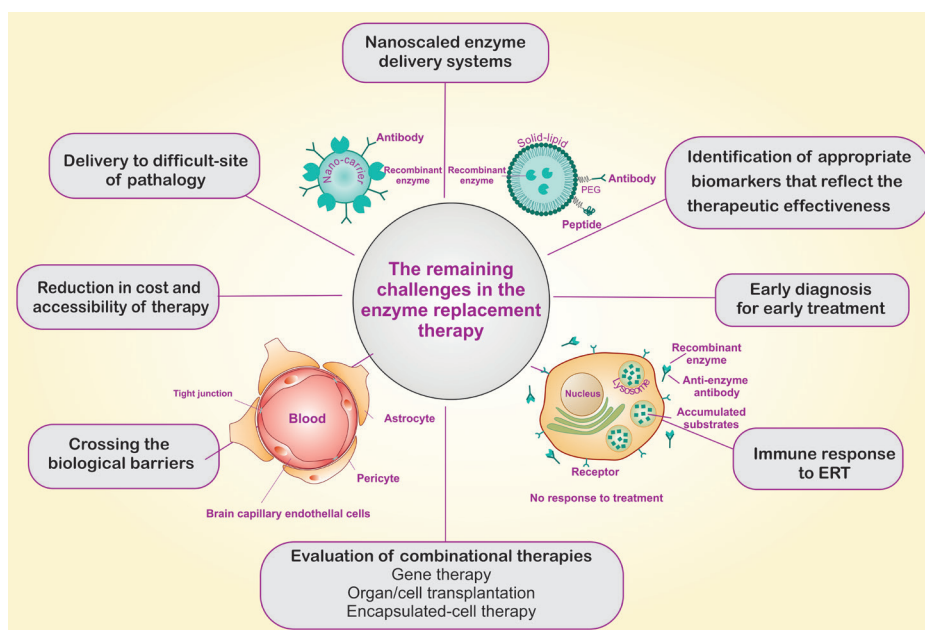 Nanoscaled enzyme
delivery systems
Delivery to difficult-site
of pathalogy
Antibody
Nano-carrier
Recombinant
enzyme
Solid-lipid
Recombinant
enzyme
Antibody
PEG
Peptide
Identification of appropriate
biomarkers that reflect the
therapeutic effectiveness
The remaining
challenges in the
enzyme replacement
therapy
Reduction in cost and
accessibility of therapy
Early diagnosis
for early treatment
Tight junction
Blood
Astrocyte
Pericyte
Brain capillary endothelial cells
Crossing the
biological barriers
Recombinant
enzyme
Lysosome
Nucleus
Anti-enzyme
antibody
Accumulated
substrates
Receptor
No response to treatment
Immune response
to ERT
Evaluation of combinational therapies
Gene therapy
Organ/cell transplantation
Encapsulated-cell therapy